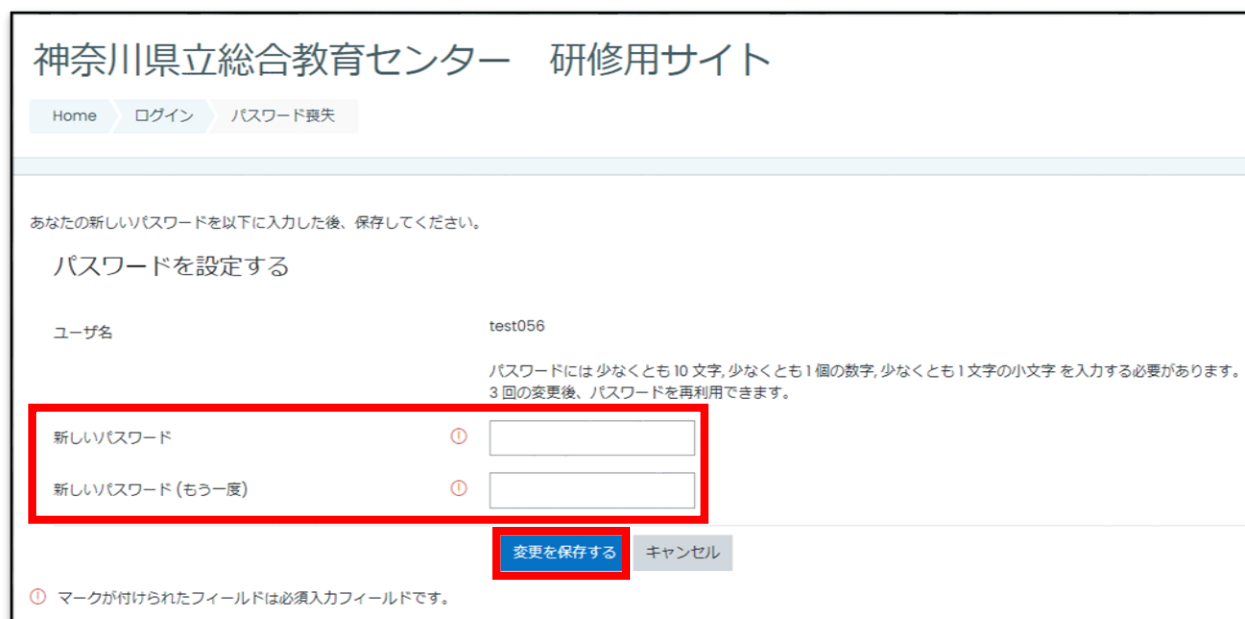 神奈川県立総合教育センター　研修用サイト
Home ログイン パスワード喪失
あなたの新しいパスワードを以下に入力した後、保存してください。
パスワードを設定する
ユーザ名 test056
パスワードには 少なくとも 10 文字, 少なくとも 1 個の数字, 少なくとも 1 文字の小文字 を入力する必要があります。
3 回の変更後、パスワードを再利用できます。
新しいパスワード
新しいパスワード (もう一度)
変更を保存する キャンセル
マークが付けられたフィールドは必須入力フィールドです。